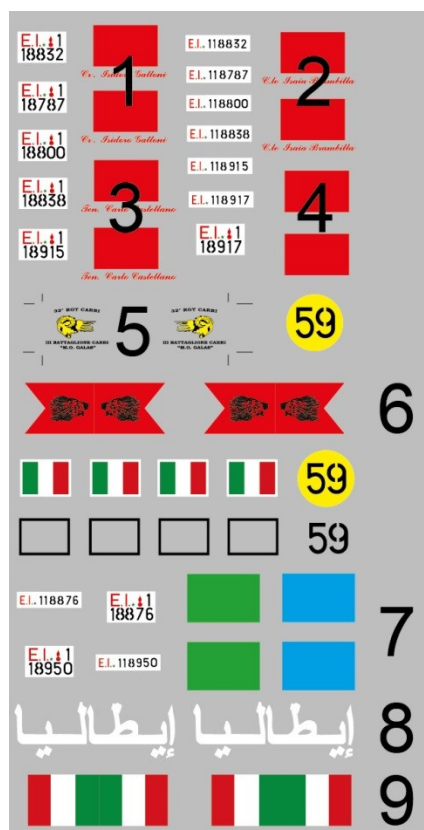 E.I. 1
18832
E.I. 1
18787
E.I. 1
18800
E.I. 1
18838
E.I. 1
18915
1
Cr. Isidoro Galloni
Cr. Isidoro Galloni
3
Ten. Carlo Castellano
Ten. Carlo Castellano
E.I. 118832
E.I. 118787
E.I. 118800
E.I. 118838
E.I. 118915
E.I. 118917
E.I. 1
18917
2
C.le Isaia Brambilla
C.le Isaia Brambilla
4
32° RGT CARRI
III BATTAGLIONE CARRI
"M.O. GALAS"
5
32° RGT CARRI
III BATTAGLIONE CARRI
"M.O. GALAS"
59
6
59
59
E.I. 118876
E.I. 1
18876
E.I. 1
18950
E.I. 118950
7
إيطاليا
إيطاليا
8
9